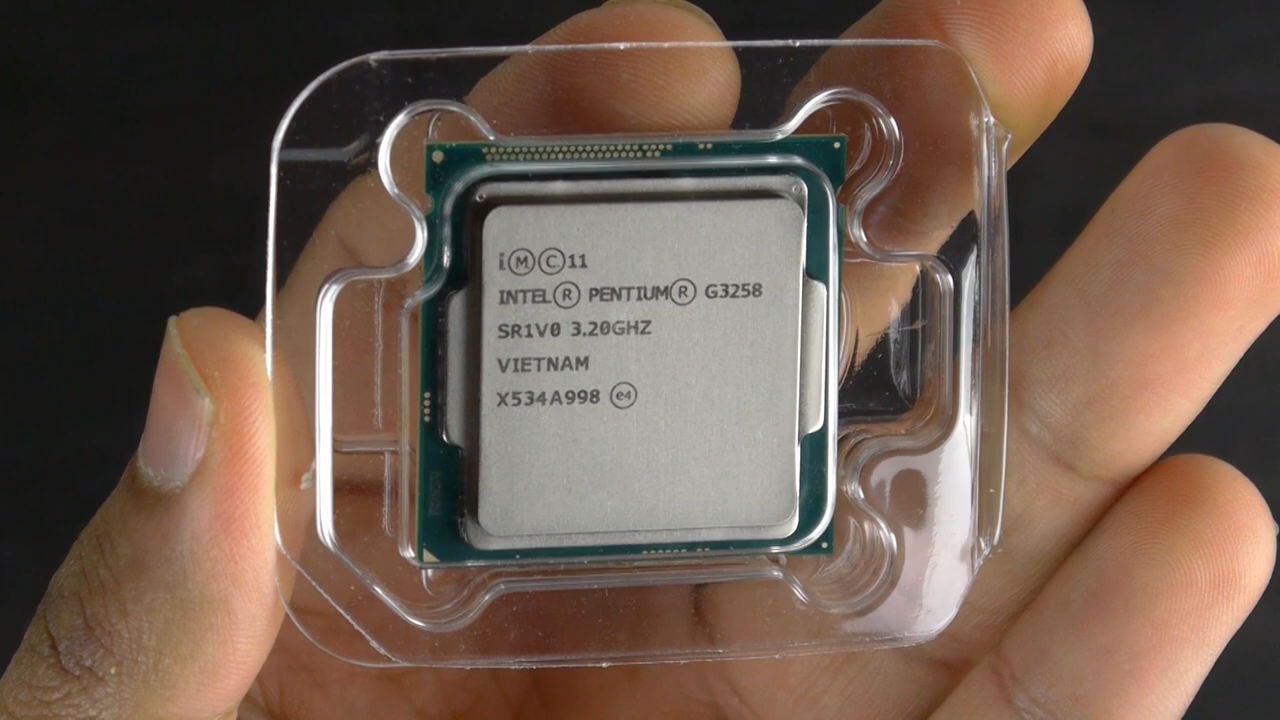 i Ⓜ Ⓒ 11
INTEL® PENTIUM® G3258
SR1V0 3.20GHZ
VIETNAM
X534A998 e4